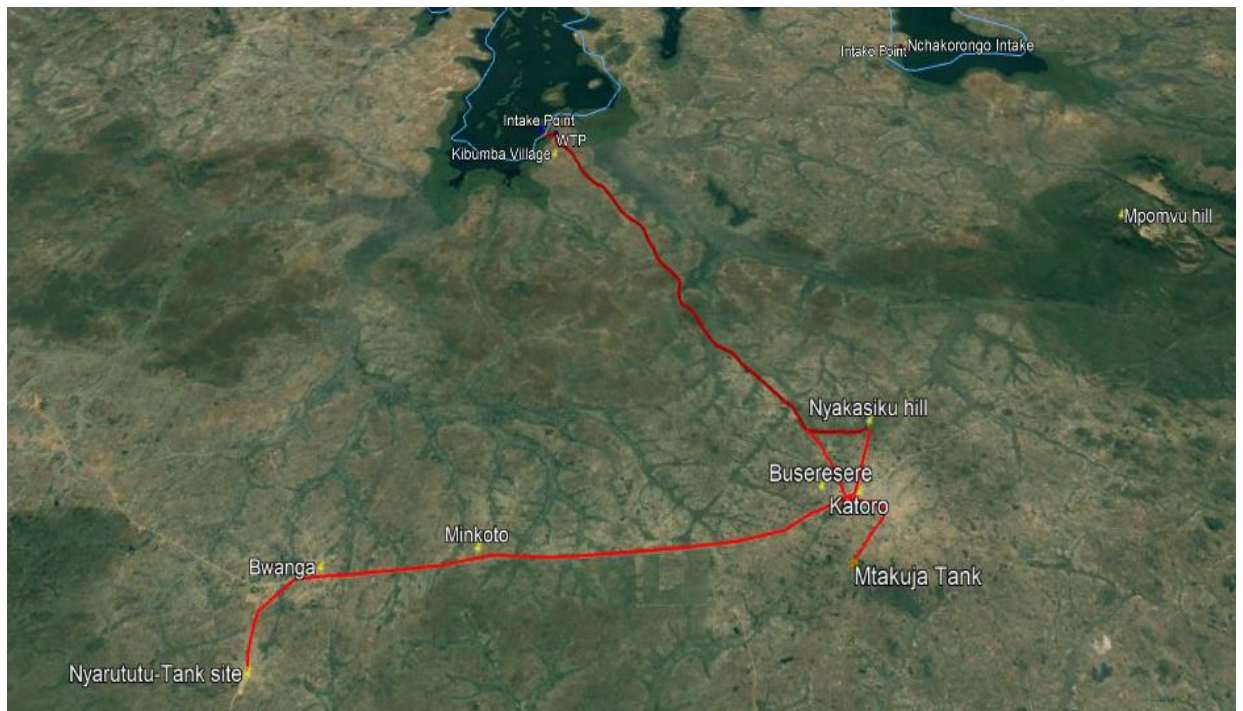 Intake Point
Nchakorongo Intake
Intake Point
WTP
Kibumba Village
Mpomvu hill
Nyakasiku hill
Buseresere
Katoro
Minkoto
Bwanga
Mtakuja Tank
Nyarututu-Tank site